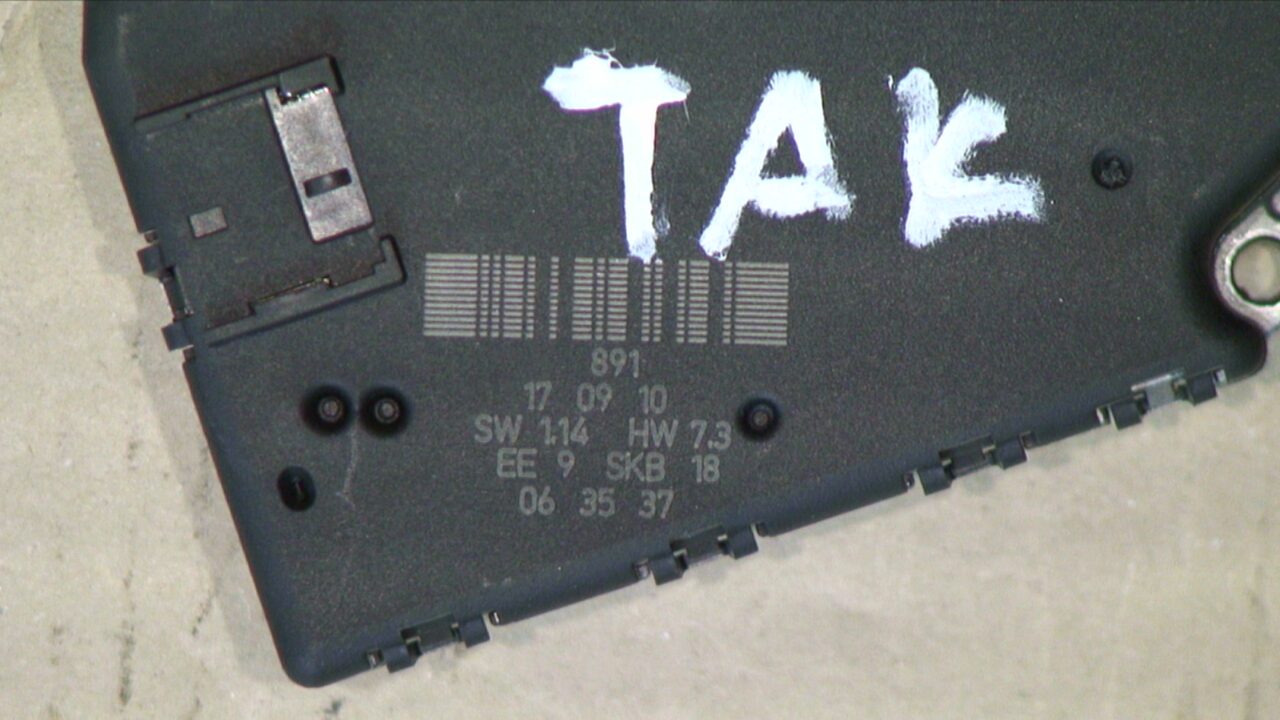 TAK
891
17 09 10
SW 1.14 HW 7.3
EE 9 SKB 18
06 35 37